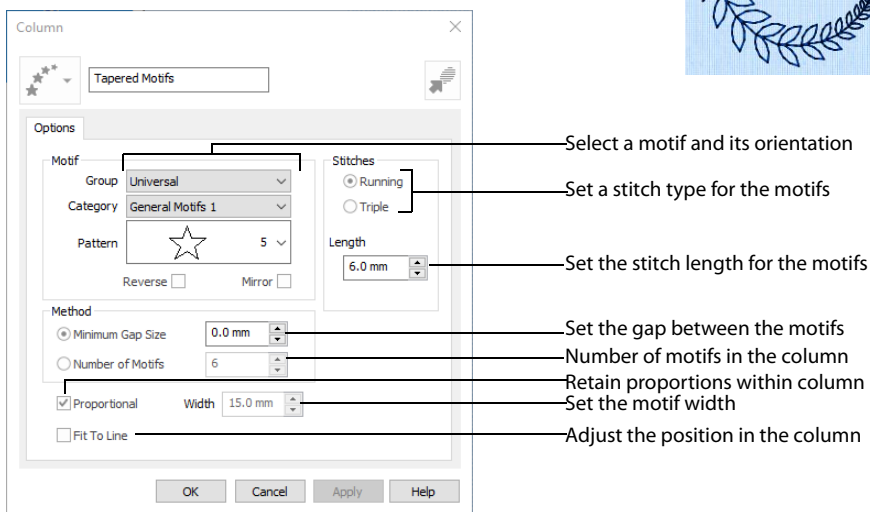 Column
Tapered Motifs
Options
Motif
Group Universal
Category General Motifs 1
Pattern 5
Reverse Mirror
Stitches
Running
Triple
Length
6.0 mm
Method
Minimum Gap Size 0.0 mm
Number of Motifs 6
Proportional Width 15.0 mm
Fit To Line
OK Cancel Apply Help
Select a motif and its orientation
Set a stitch type for the motifs
Set the stitch length for the motifs
Set the gap between the motifs
Number of motifs in the column
Retain proportions within column
Set the motif width
Adjust the position in the column